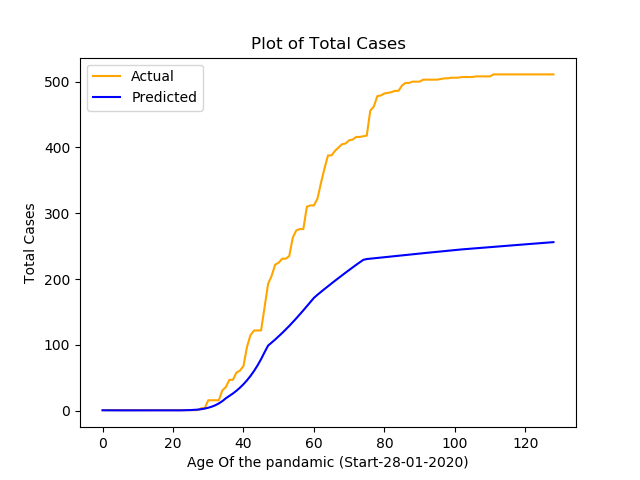 Plot of Total Cases
Actual
Predicted
500
400
300
200
100
0
Total Cases
0 20 40 60 80 100 120
Age Of the pandamic (Start-28-01-2020)